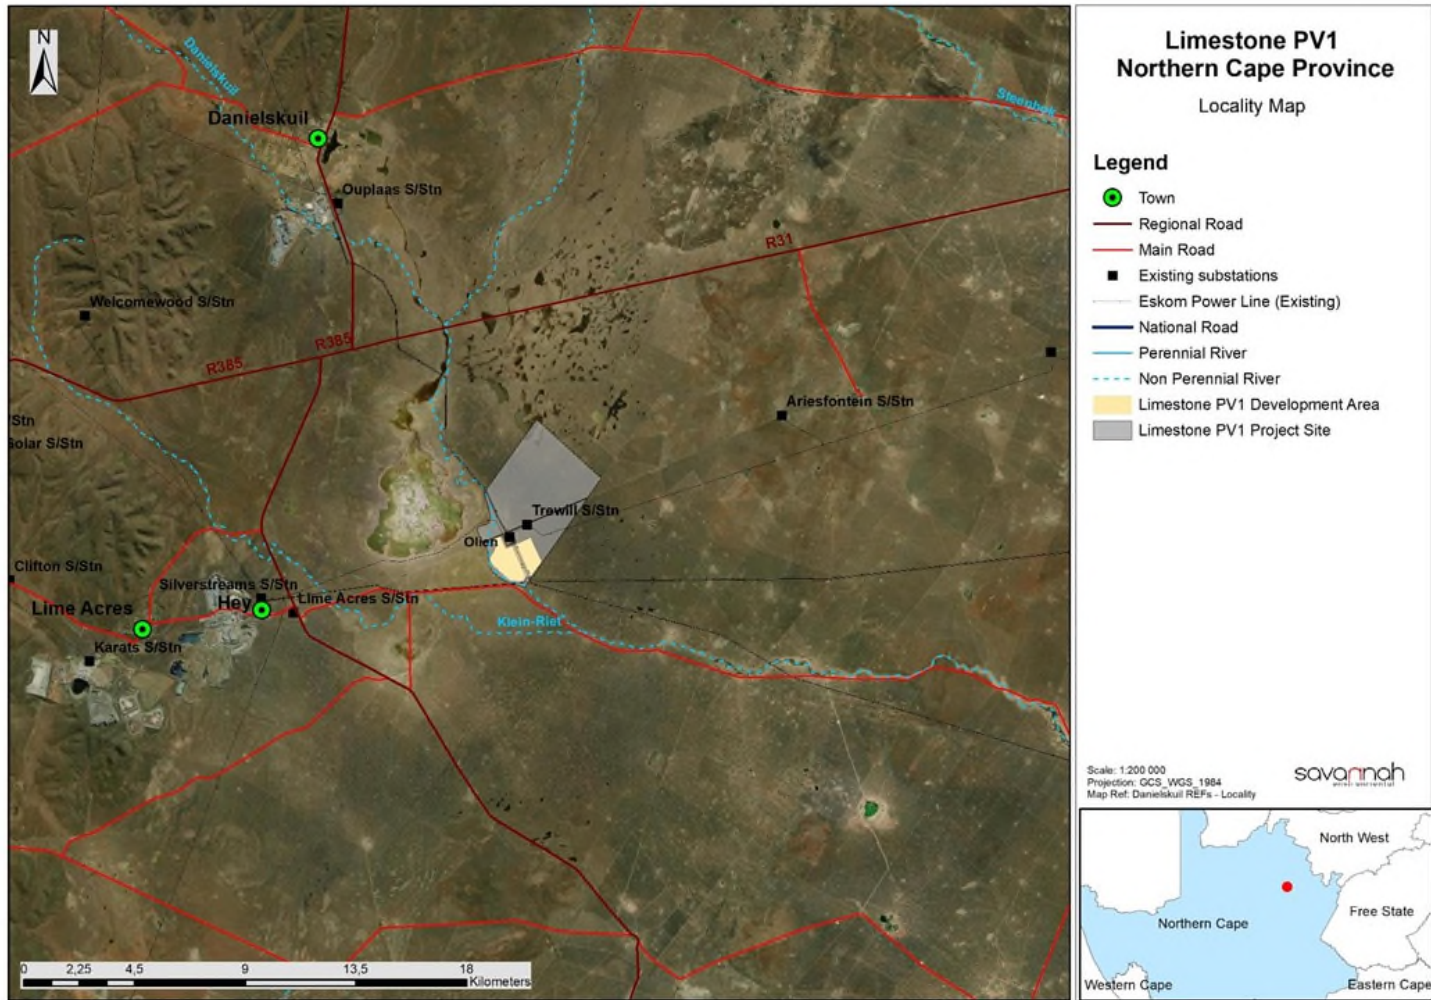 N
Danielskuil
Danielskuil
Steenbok
Ouplaas S/Stn
R31
Welcomewood S/Stn
R385
R385
Ariesfontein S/Stn
/Stn
Solar S/Stn
Trewill S/Stn
Olien
Clifton S/Stn
Silverstreams S/Stn
Hey
Lime Acres S/Stn
Lime Acres
Klein-Riet
Karats S/Stn
0 2,25 4,5 9 13,5 18
Kilometers
Limestone PV1
Northern Cape Province
Locality Map
Legend
Town
Regional Road
Main Road
Existing substations
Eskom Power Line (Existing)
National Road
Perennial River
Non Perennial River
Limestone PV1 Development Area
Limestone PV1 Project Site
Scale: 1:200 000
Projection: GCS_WGS_1984
Map Ref: Danielskuil REFs - Locality
savannah
North West
Free State
Northern Cape
Western Cape
Eastern Cape